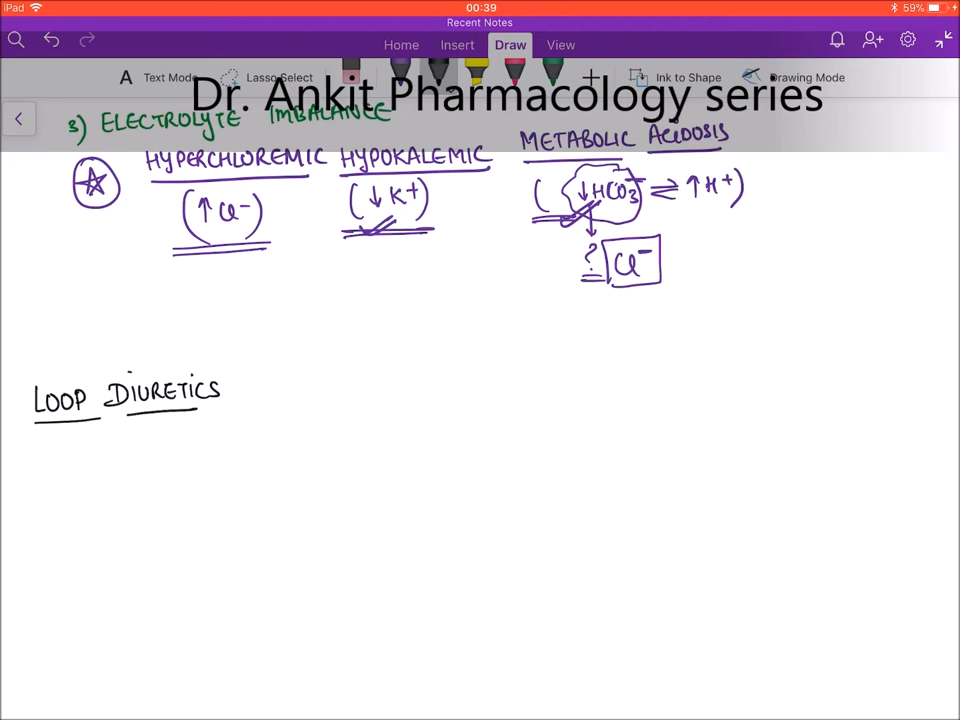 iPad 00:39 59%
Recent Notes
Home Insert Draw View
Text Mode Lasso Select Ink to Shape Drawing Mode
Dr. Ankit Pharmacology series
3) ELECTROLYTE IMBALANCE
HYPERCHLOREMIC HYPOKALEMIC METABOLIC ACIDOSIS
(↑ Cl-) (↓ K+) (↓HCO3- ⇌ ↑ H+)
? Cl-
LOOP DIURETICS